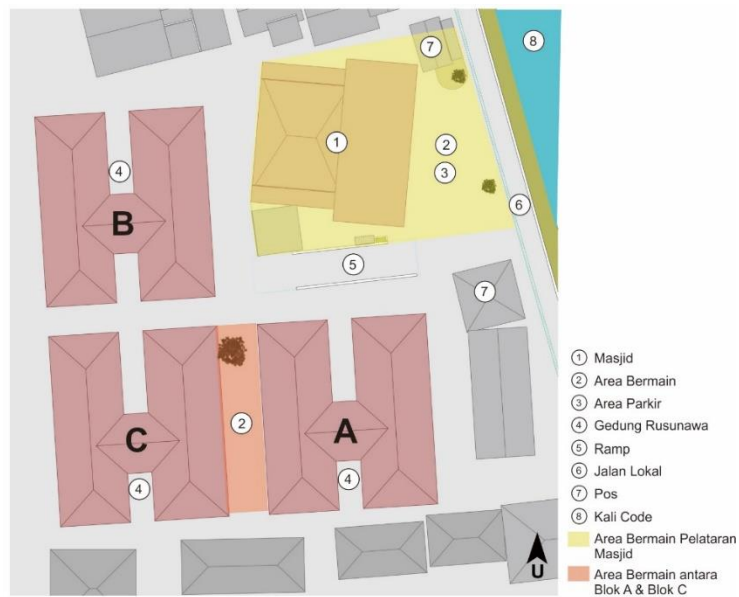 7
8
1
2
3
4
B
6
5
7
C
2
A
4
4
1 Masjid
2 Area Bermain
3 Area Parkir
4 Gedung Rusunawa
5 Ramp
6 Jalan Lokal
7 Pos
8 Kali Code
Area Bermain Pelataran
Masjid
Area Bermain antara
Blok A & Blok C
U